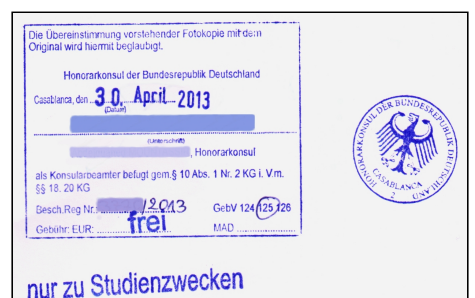 Die Übereinstimmung vorstehender Fotokopie mit dem
Original wird hiermit beglaubigt.
Honorarkonsul der Bundesrepublik Deutschland
Casablanca, den 30. April 2013
(Datum)
(Unterschrift)
, Honorarkonsul
als Konsularbeamter befugt gem. § 10 Abs. 1 Nr. 2 KG i. V m.
§§ 18. 20 KG
Besch.Reg Nr. /2013 GebV 124 125 126
Gebühr: EUR: frei MAD
HONORARKONSUL DER BUNDESREPUBLIK DEUTSCHLAND
CASABLANCA
2
nur zu Studienzwecken